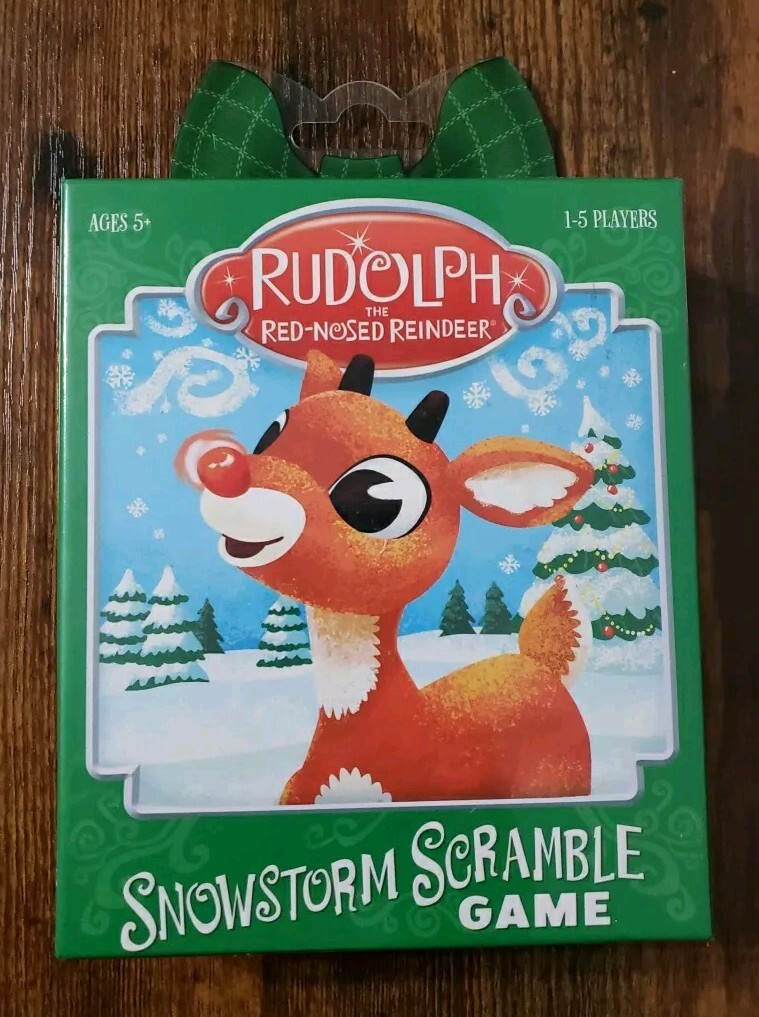 AGES 5+
1-5 PLAYERS
RUDOLPH
THE
RED-NOSED REINDEER®
SNOWSTORM SCRAMBLE
GAME